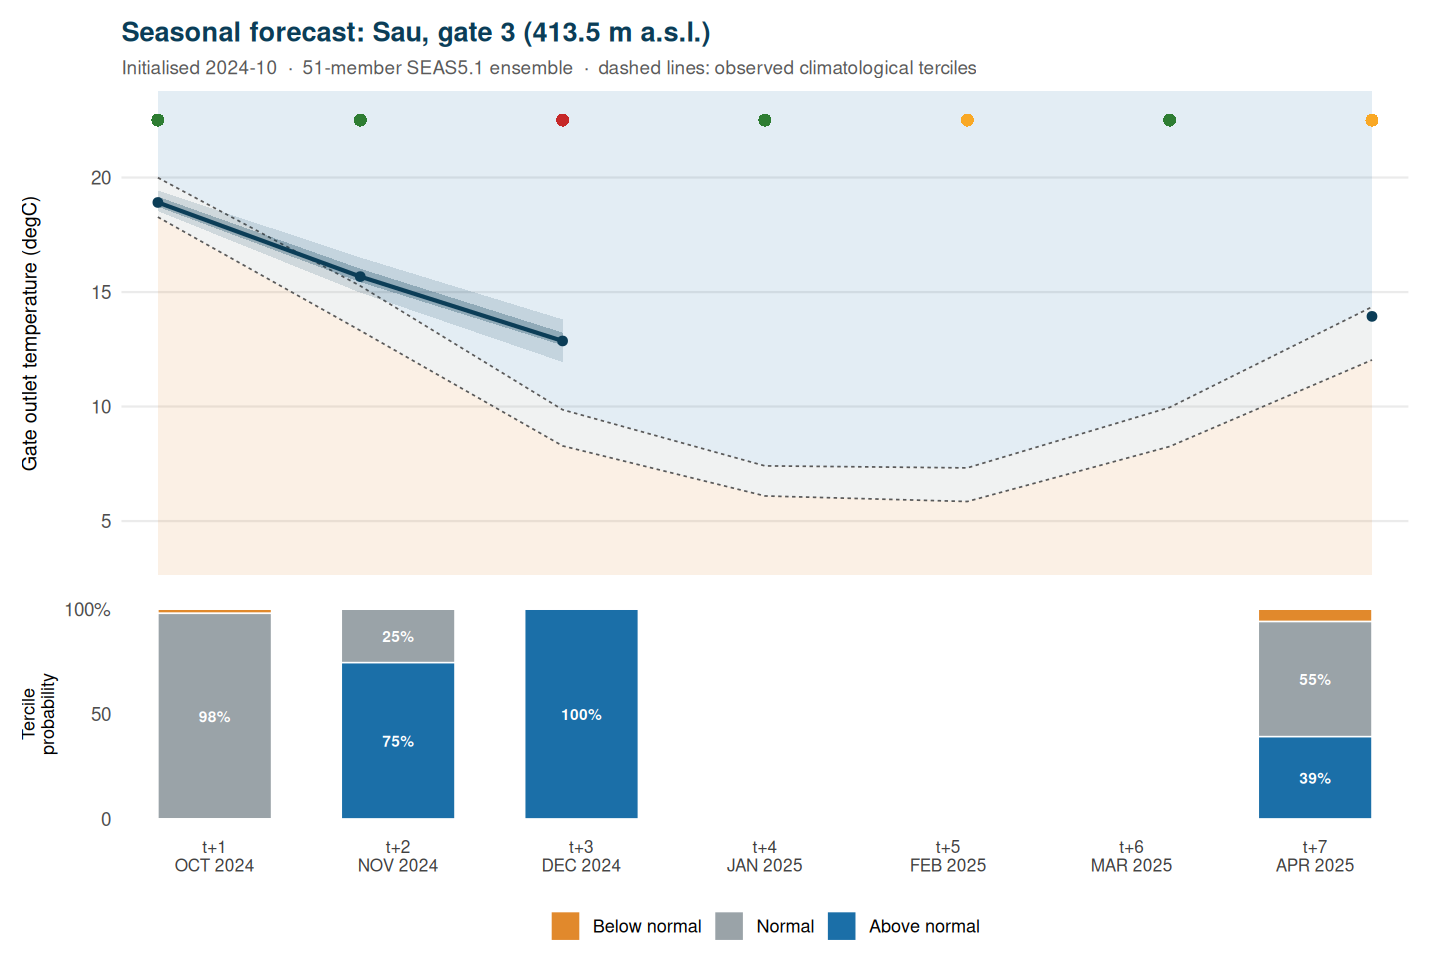 Seasonal forecast: Sau, gate 3 (413.5 m a.s.l.)
Initialised 2024-10 · 51-member SEAS5.1 ensemble · dashed lines: observed climatological terciles
Gate outlet temperature (degC)
20
15
10
5
Tercile
probability
100%
50
0
98%
25%
75%
100%
55%
39%
t+1
OCT 2024
t+2
NOV 2024
t+3
DEC 2024
t+4
JAN 2025
t+5
FEB 2025
t+6
MAR 2025
t+7
APR 2025
Below normal
Normal
Above normal